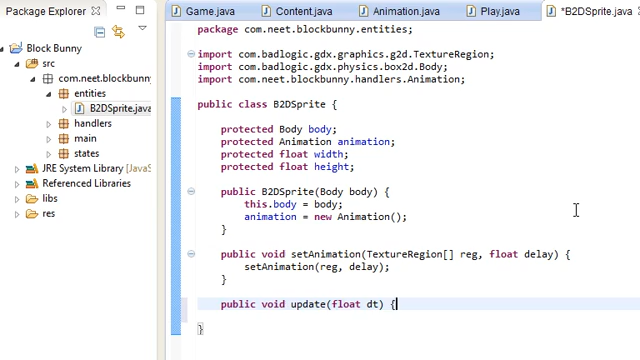 Package Explorer
Game.java
Content.java
Animation.java
Play.java
*B2DSprite.java
Block Bunny
src
com.neet.blockbunny
entities
B2DSprite.java
handlers
main
states
JRE System Library [JavaS
Referenced Libraries
libs
res
package com.neet.blockbunny.entities;
import com.badlogic.gdx.graphics.g2d.TextureRegion;
import com.badlogic.gdx.physics.box2d.Body;
import com.neet.blockbunny.handlers.Animation;
public class B2DSprite {
protected Body body;
protected Animation animation;
protected float width;
protected float height;
public B2DSprite(Body body) {
this.body = body;
animation = new Animation();
}
public void setAnimation(TextureRegion[] reg, float delay) {
setAnimation(reg, delay);
}
public void update(float dt) {
}